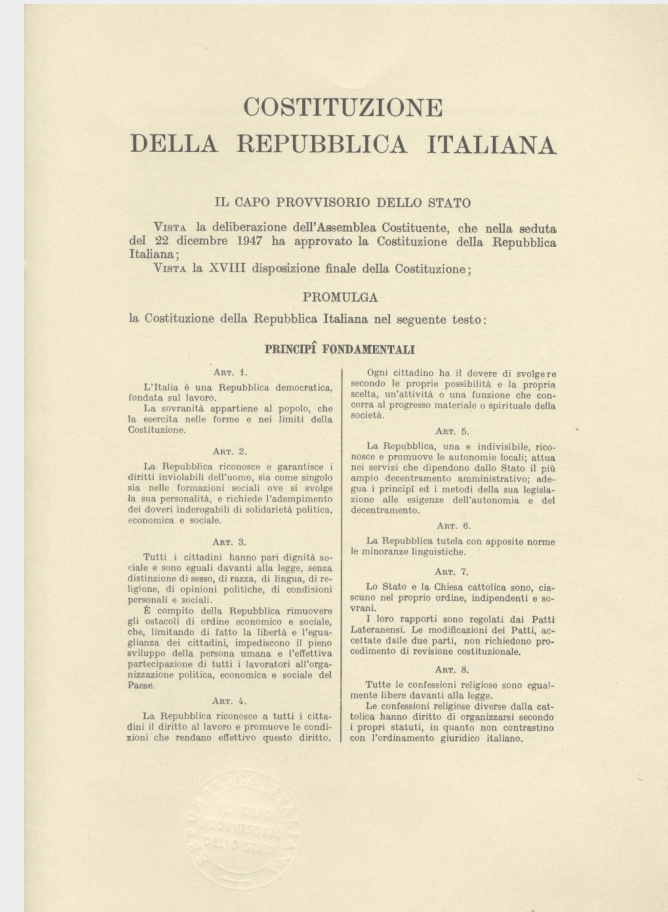 COSTITUZIONE
DELLA REPUBBLICA ITALIANA
IL CAPO PROVVISORIO DELLO STATO
VISTA la deliberazione dell'Assemblea Costituente, che nella seduta
del 22 dicembre 1947 ha approvato la Costituzione della Repubblica
Italiana;
VISTA la XVIII disposizione finale della Costituzione;
PROMULGA
la Costituzione della Repubblica Italiana nel seguente testo:
PRINCIPÎ FONDAMENTALI
ART. 1.
L'Italia è una Repubblica democratica,
fondata sul lavoro.
La sovranità appartiene al popolo, che
la esercita nelle forme e nei limiti della
Costituzione.
ART. 2.
La Repubblica riconosce e garantisce i
diritti inviolabili dell'uomo, sia come singolo
sia nelle formazioni sociali ove si svolge
la sua personalità, e richiede l'adempimento
dei doveri inderogabili di solidarietà politica,
economica e sociale.
ART. 3.
Tutti i cittadini hanno pari dignità so-
ciale e sono eguali davanti alla legge, senza
distinzione di sesso, di razza, di lingua, di re-
ligione, di opinioni politiche, di condizioni
personali e sociali.
È compito della Repubblica rimuovere
gli ostacoli di ordine economico e sociale,
che, limitando di fatto la libertà e l'egua-
glianza dei cittadini, impediscono il pieno
sviluppo della persona umana e l'effettiva
partecipazione di tutti i lavoratori all'orga-
nizzazione politica, economica e sociale del
Paese.
ART. 4.
La Repubblica riconosce a tutti i citta-
dini il diritto al lavoro e promuove le condi-
zioni che rendano effettivo questo diritto.
Ogni cittadino ha il dovere di svolgere
secondo le proprie possibilità e la propria
scelta, un'attività o una funzione che con-
corra al progresso materiale o spirituale della
società.
ART. 5.
La Repubblica, una e indivisibile, rico-
nosce e promuove le autonomie locali; attua
nei servizi che dipendono dallo Stato il più
ampio decentramento amministrativo; ade-
gua i principî ed i metodi della sua legisla-
zione alle esigenze dell'autonomia e del
decentramento.
ART. 6.
La Repubblica tutela con apposite norme
le minoranze linguistiche.
ART. 7.
Lo Stato e la Chiesa cattolica sono, cia-
scuno nel proprio ordine, indipendenti e so-
vrani.
I loro rapporti sono regolati dai Patti
Lateranensi. Le modificazioni dei Patti, ac-
cettate dalle due parti, non richiedono pro-
cedimento di revisione costituzionale.
ART. 8.
Tutte le confessioni religiose sono egual-
mente libere davanti alla legge.
Le confessioni religiose diverse dalla cat-
tolica hanno diritto di organizzarsi secondo
i propri statuti, in quanto non contrastino
con l'ordinamento giuridico italiano.
IL CAPO
PROVVISORIO
DELLO STATO